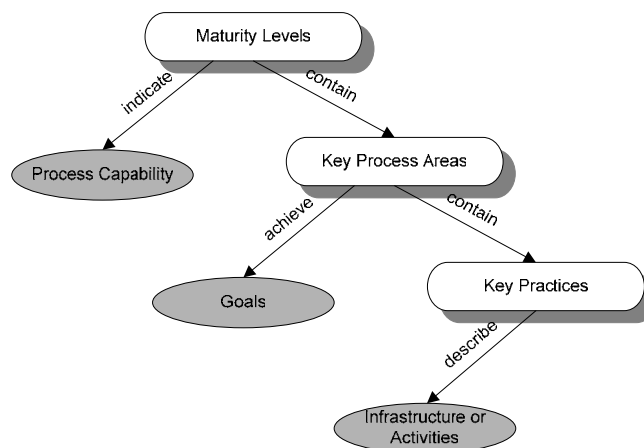 Maturity Levels
indicate
contain
Process Capability
Key Process Areas
achieve
contain
Goals
Key Practices
describe
Infrastructure or
Activities